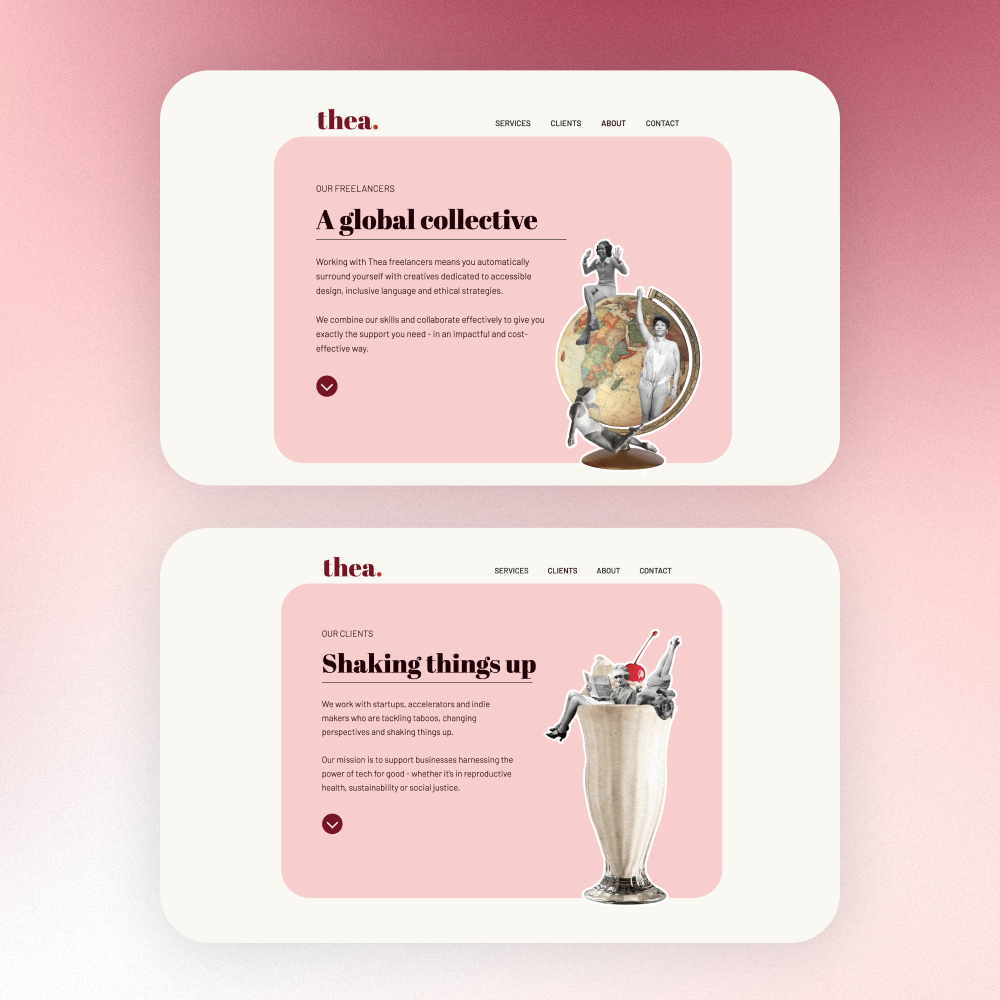 thea.
SERVICES CLIENTS ABOUT CONTACT
OUR FREELANCERS
A global collective
Working with Thea freelancers means you automatically
surround yourself with creatives dedicated to accessible
design, inclusive language and ethical strategies.
We combine our skills and collaborate effectively to give you
exactly the support you need - in an impactful and cost-
effective way.
thea.
SERVICES CLIENTS ABOUT CONTACT
OUR CLIENTS
Shaking things up
We work with startups, accelerators and indie
makers who are tackling taboos, changing
perspectives and shaking things up.
Our mission is to support businesses harnessing the
power of tech for good - whether it's in reproductive
health, sustainability or social justice.